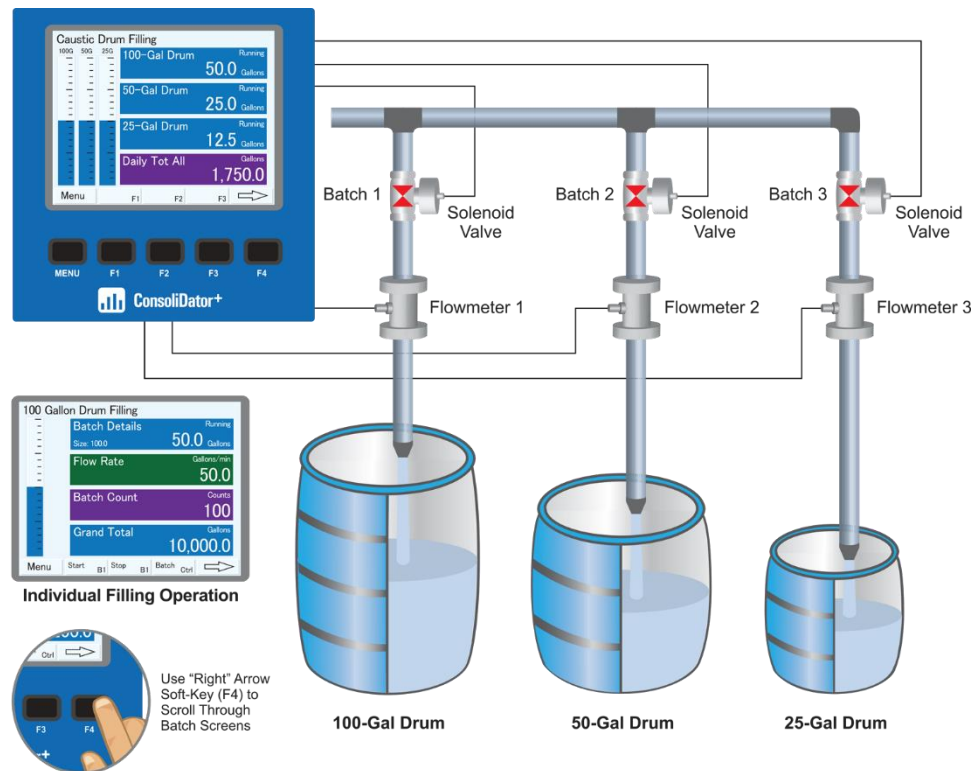 Caustic Drum Filling
100G 50G 25G
100-Gal Drum Running
50.0 Gallons
50-Gal Drum Running
25.0 Gallons
25-Gal Drum Running
12.5 Gallons
Daily Tot All Gallons
1,750.0
Menu F1 F2 F3
MENU F1 F2 F3 F4
ConsoliDator+
Batch 1
Solenoid
Valve
Batch 2
Solenoid
Valve
Batch 3
Solenoid
Valve
Flowmeter 1
Flowmeter 2
Flowmeter 3
100 Gallon Drum Filling
Batch Details Running
Size: 100.0 50.0 Gallons
Flow Rate Gallons/min
50.0
Batch Count Counts
100
Grand Total Gallons
10,000.0
Menu Start B1 Stop B1 Batch Ctrl
Individual Filling Operation
Ctrl
F3 F4
Use "Right" Arrow
Soft-Key (F4) to
Scroll Through
Batch Screens
100-Gal Drum
50-Gal Drum
25-Gal Drum